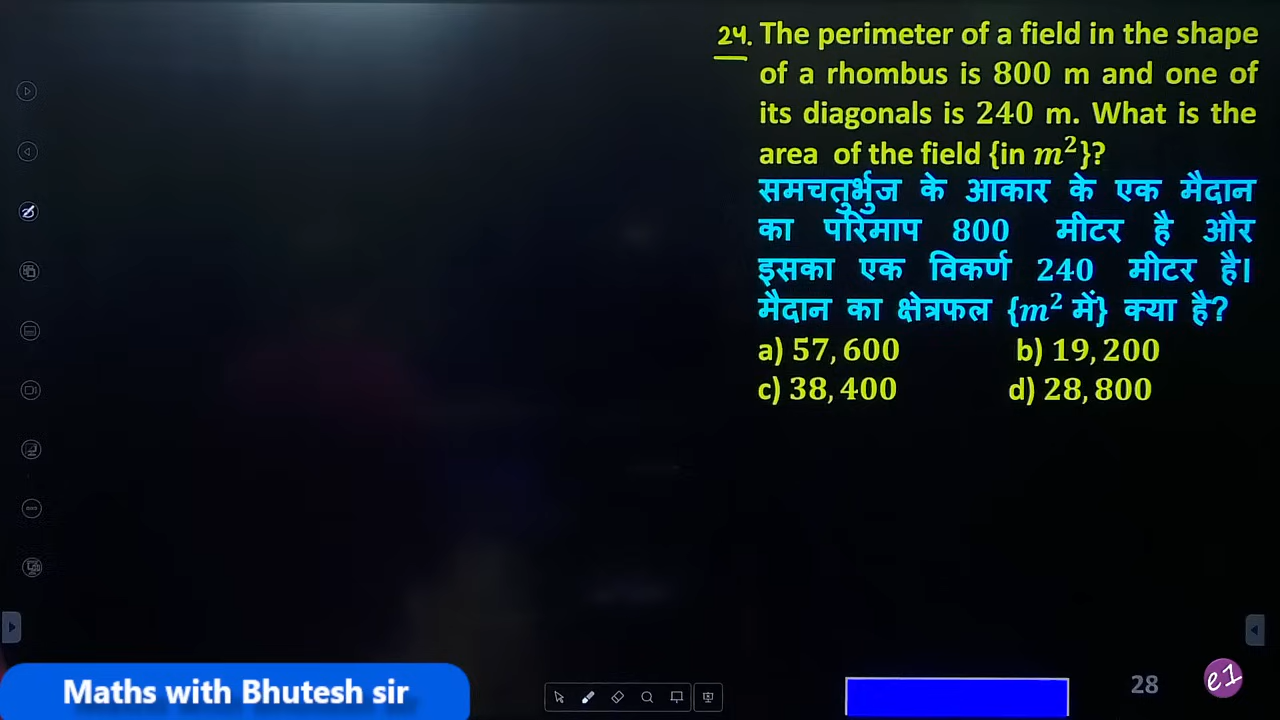 24. The perimeter of a field in the shape
of a rhombus is 800 m and one of
its diagonals is 240 m. What is the
area of the field {in m²}?
समचतुर्भुज के आकार के एक मैदान
का परिमाप 800 मीटर है और
इसका एक विकर्ण 240 मीटर है।
मैदान का क्षेत्रफल {m² में} क्या है?
a) 57,600 b) 19,200
c) 38,400 d) 28,800
Maths with Bhutesh sir
28
e1